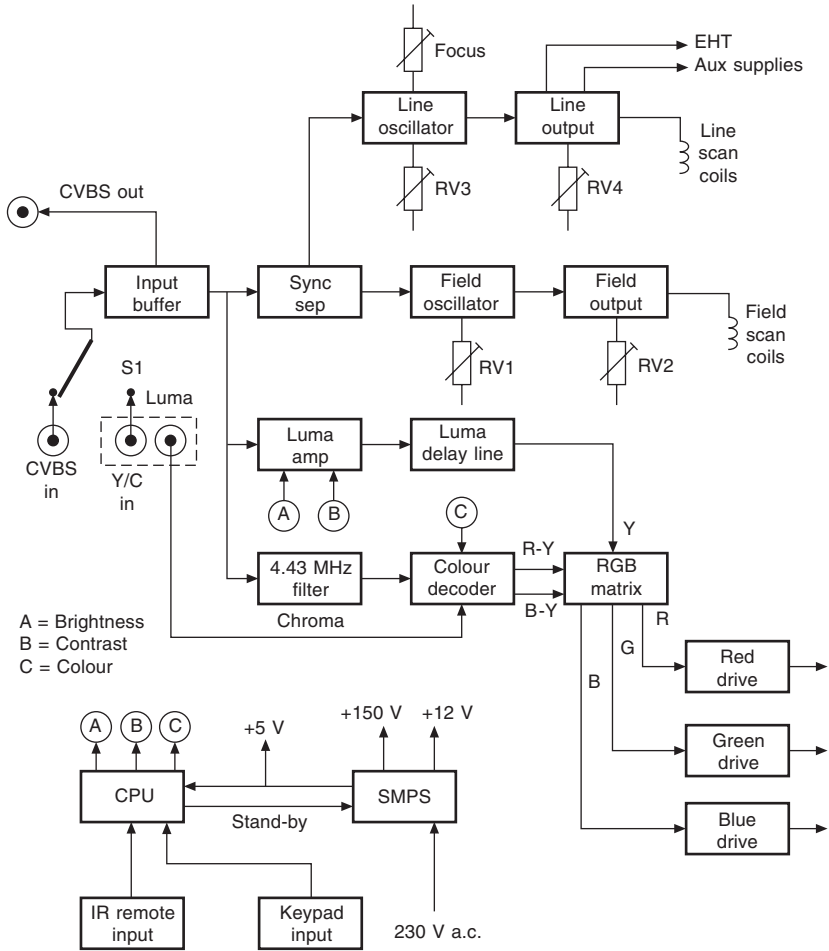 EHT
Focus
Aux supplies
Line
oscillator
Line
output
Line
scan
coils
RV3
RV4
CVBS out
Input
buffer
Sync
sep
Field
oscillator
Field
output
Field
scan
coils
S1
RV1
RV2
Luma
CVBS
in
Y/C
in
Luma
amp
Luma
delay line
A
B
C
Y
4.43 MHz
filter
Colour
decoder
R-Y
B-Y
RGB
matrix
Chroma
R
G
B
A = Brightness
B = Contrast
C = Colour
Red
drive
Green
drive
Blue
drive
A
B
C
+5 V
+150 V
+12 V
CPU
SMPS
Stand-by
IR remote
input
Keypad
input
230 V a.c.